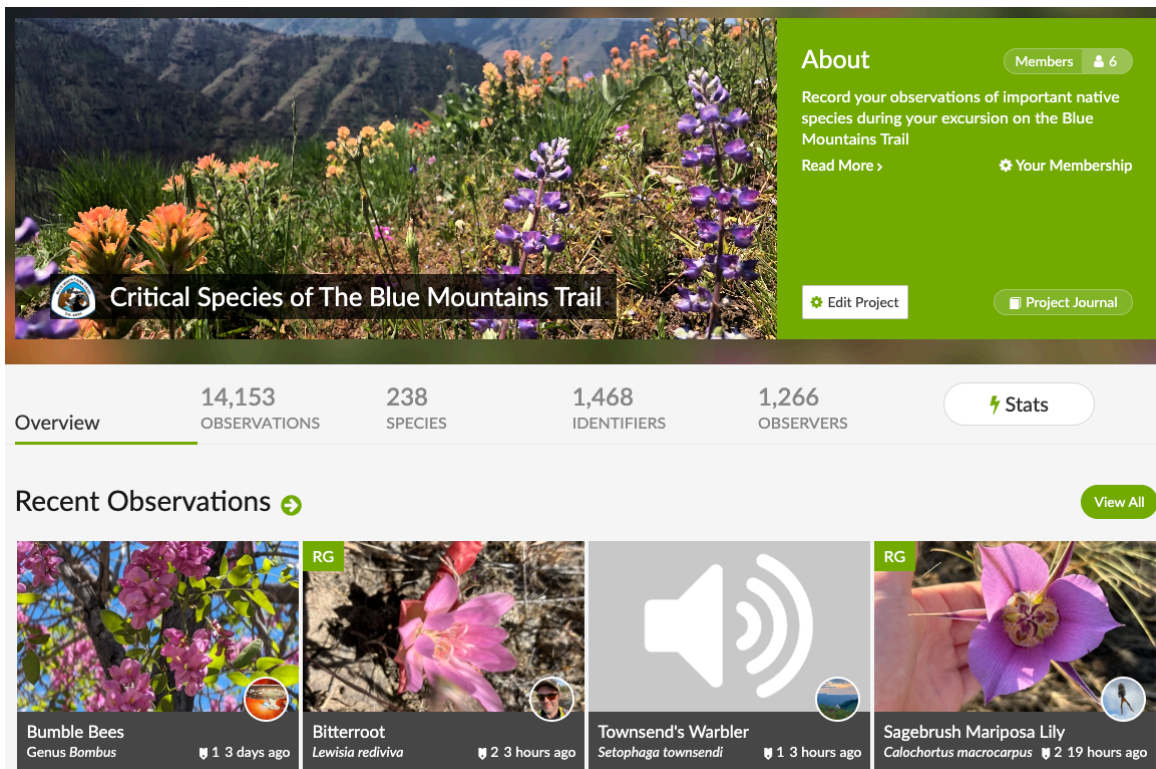 About
Members 6
Record your observations of important native
species during your excursion on the Blue
Mountains Trail
Read More ›
Your Membership
Critical Species of The Blue Mountains Trail
Edit Project
Project Journal
Overview
14,153
OBSERVATIONS
238
SPECIES
1,468
IDENTIFIERS
1,266
OBSERVERS
Stats
Recent Observations
View All
Bumble Bees
Genus Bombus
1 3 days ago
RG
Bitterroot
Lewisia rediviva
2 3 hours ago
Townsend's Warbler
Setophaga townsendi
1 3 hours ago
RG
Sagebrush Mariposa Lily
Calochortus macrocarpus
2 19 hours ago